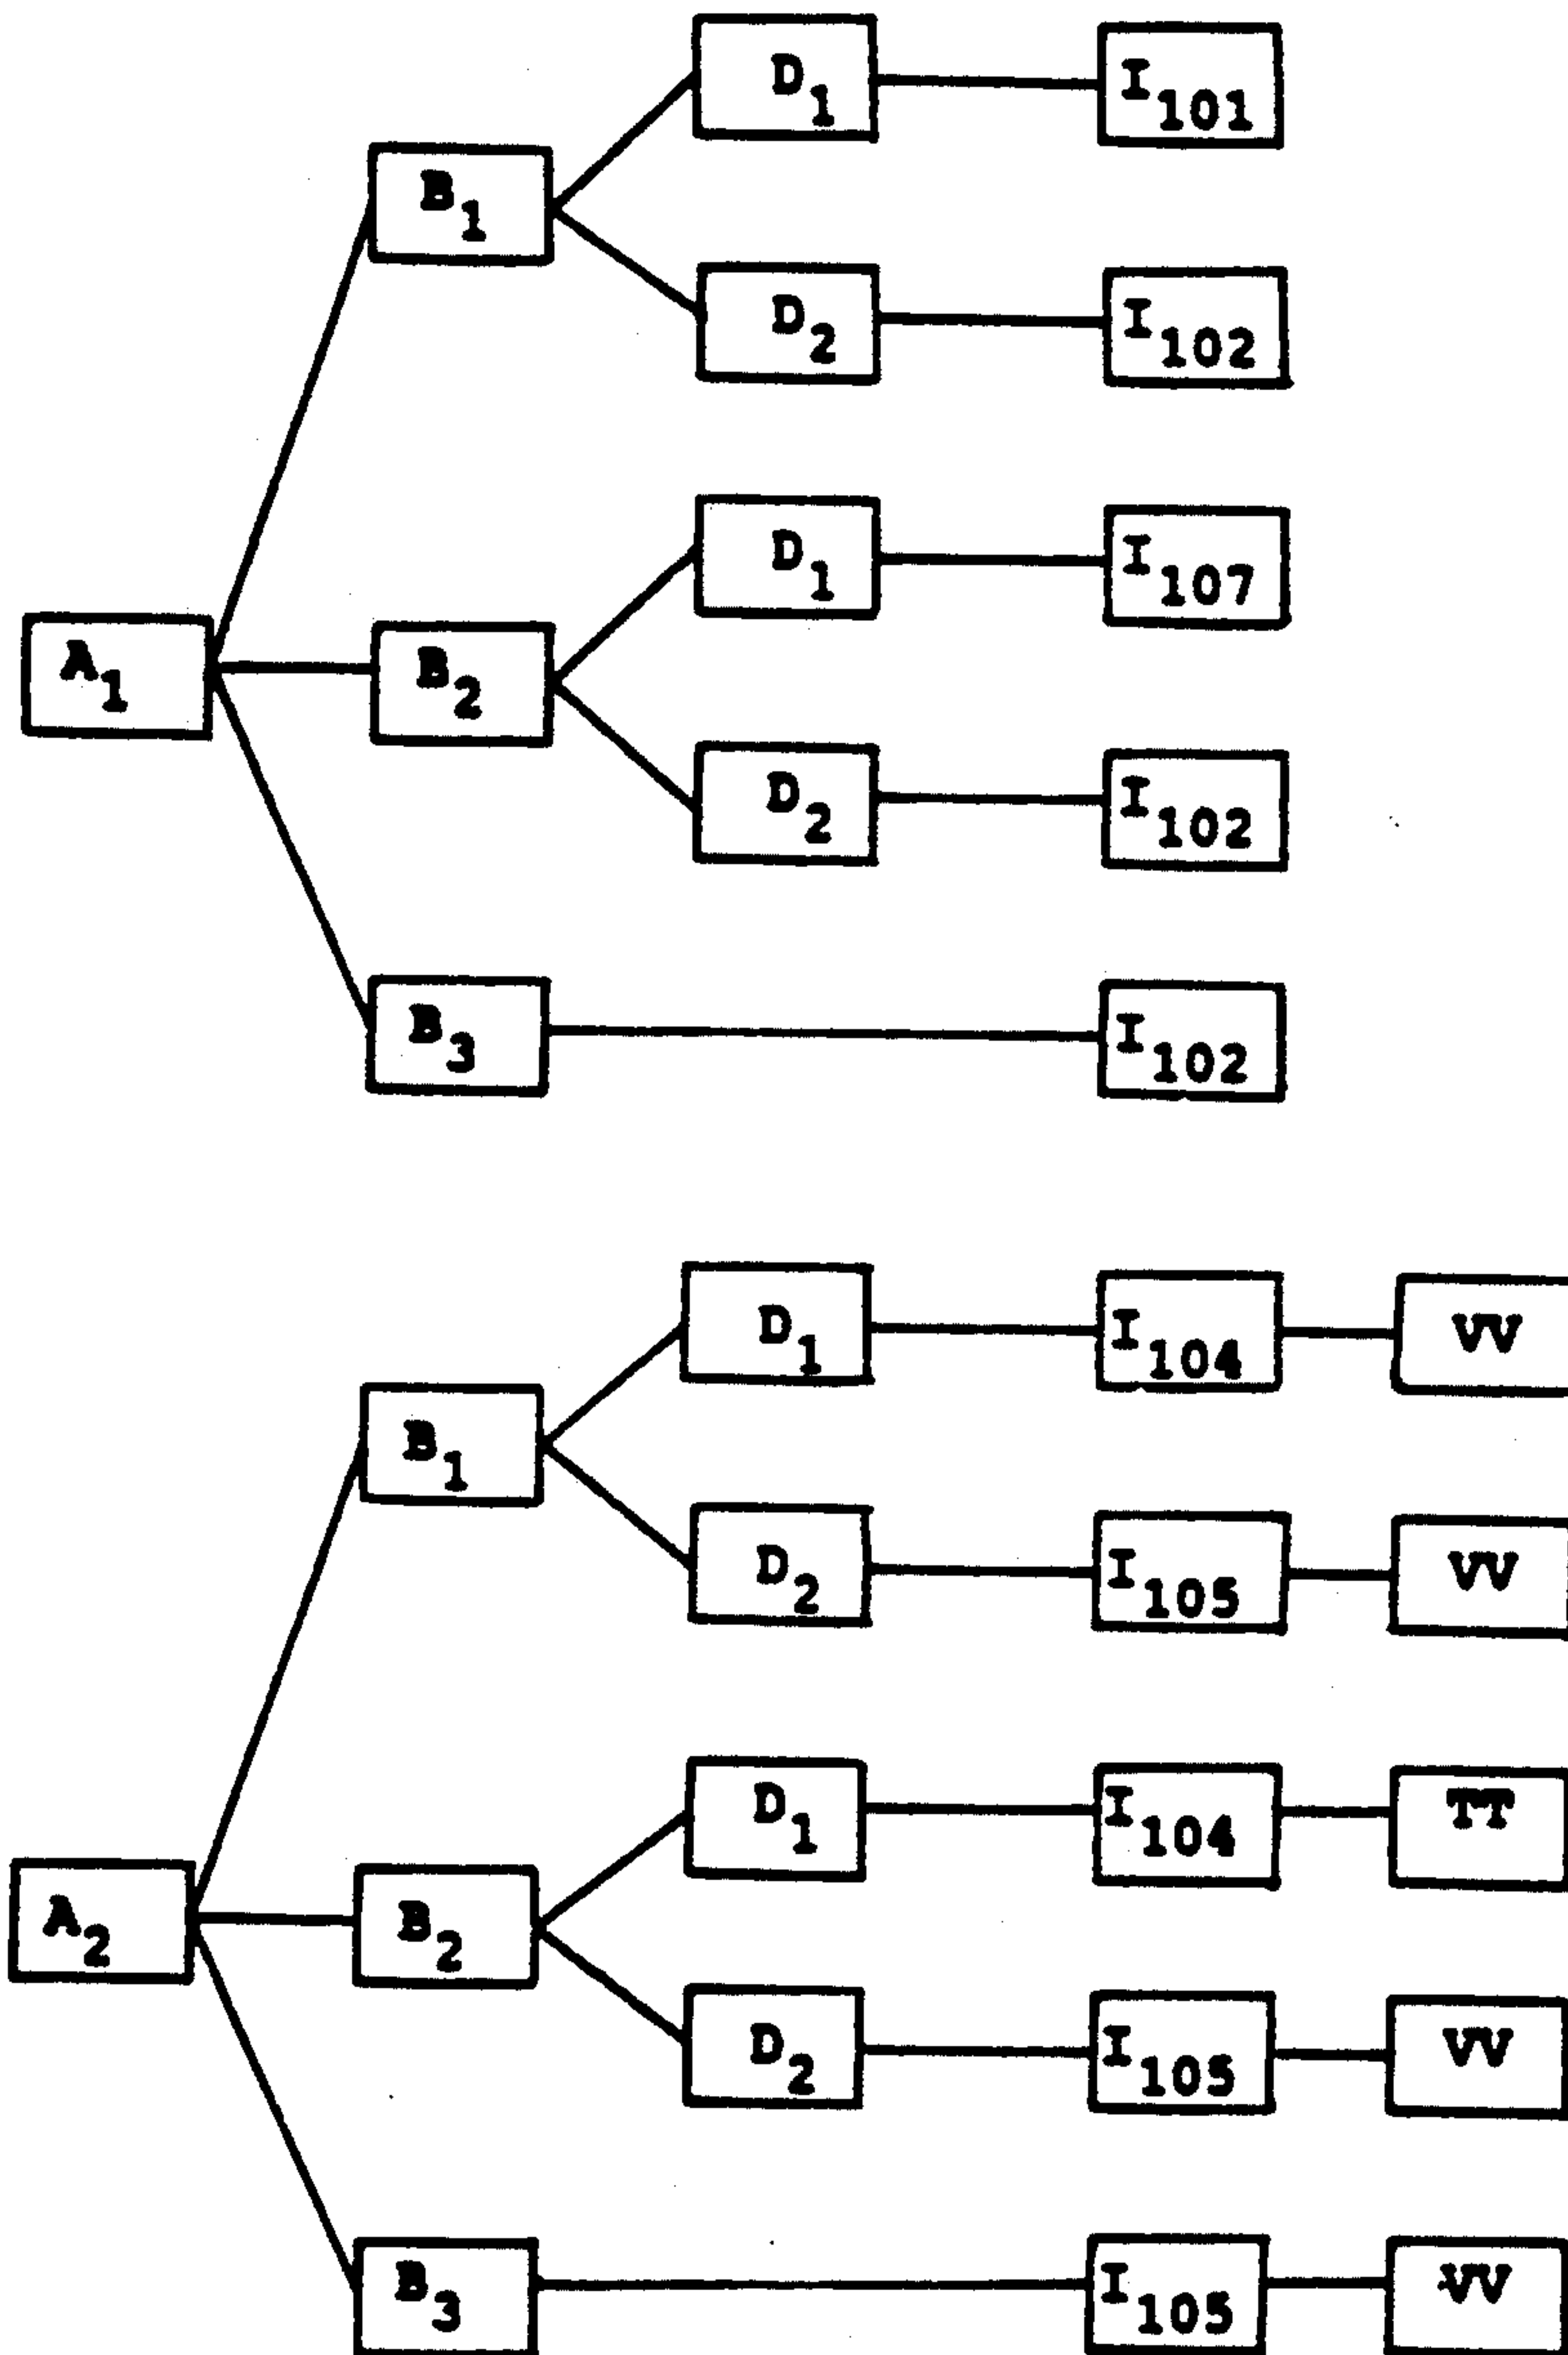 D1 I101
B1
D2 I102
D1 I107
A1 B2
D2 I102
B3 I102
D1 I104 VV
B1
D2 I105 VV
D1 I104 TT
A2 B2
D2 I105 VV
B3 I105 VV